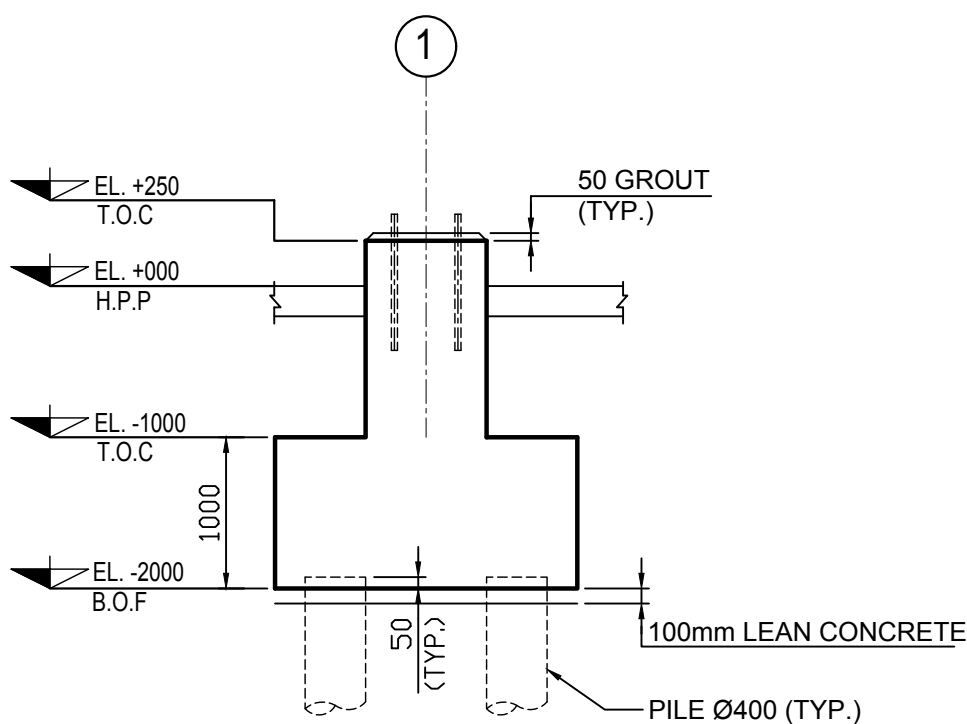 1
EL. +250
T.O.C
50 GROUT
(TYP.)
EL. +000
H.P.P
EL. -1000
T.O.C
1000
EL. -2000
B.O.F
50
(TYP.)
100mm LEAN CONCRETE
PILE Ø400 (TYP.)